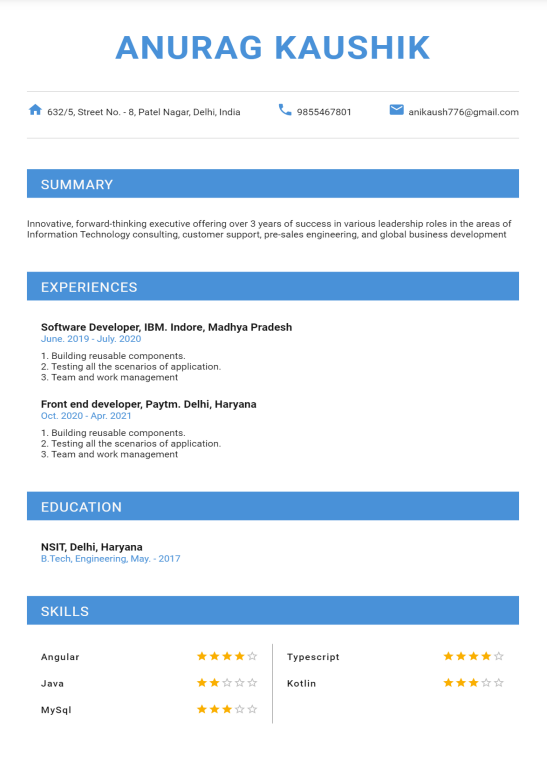 ANURAG KAUSHIK
632/5, Street No. - 8, Patel Nagar, Delhi, India
9855467801
anikaush776@gmail.com
SUMMARY
Innovative, forward-thinking executive offering over 3 years of success in various leadership roles in the areas of
Information Technology consulting, customer support, pre-sales engineering, and global business development
EXPERIENCES
Software Developer, IBM. Indore, Madhya Pradesh
June. 2019 - July. 2020
1. Building reusable components.
2. Testing all the scenarios of application.
3. Team and work management
Front end developer, Paytm. Delhi, Haryana
Oct. 2020 - Apr. 2021
1. Building reusable components.
2. Testing all the scenarios of application.
3. Team and work management
EDUCATION
NSIT, Delhi, Haryana
B.Tech, Engineering, May. - 2017
SKILLS
Angular
Java
MySql
Typescript
Kotlin